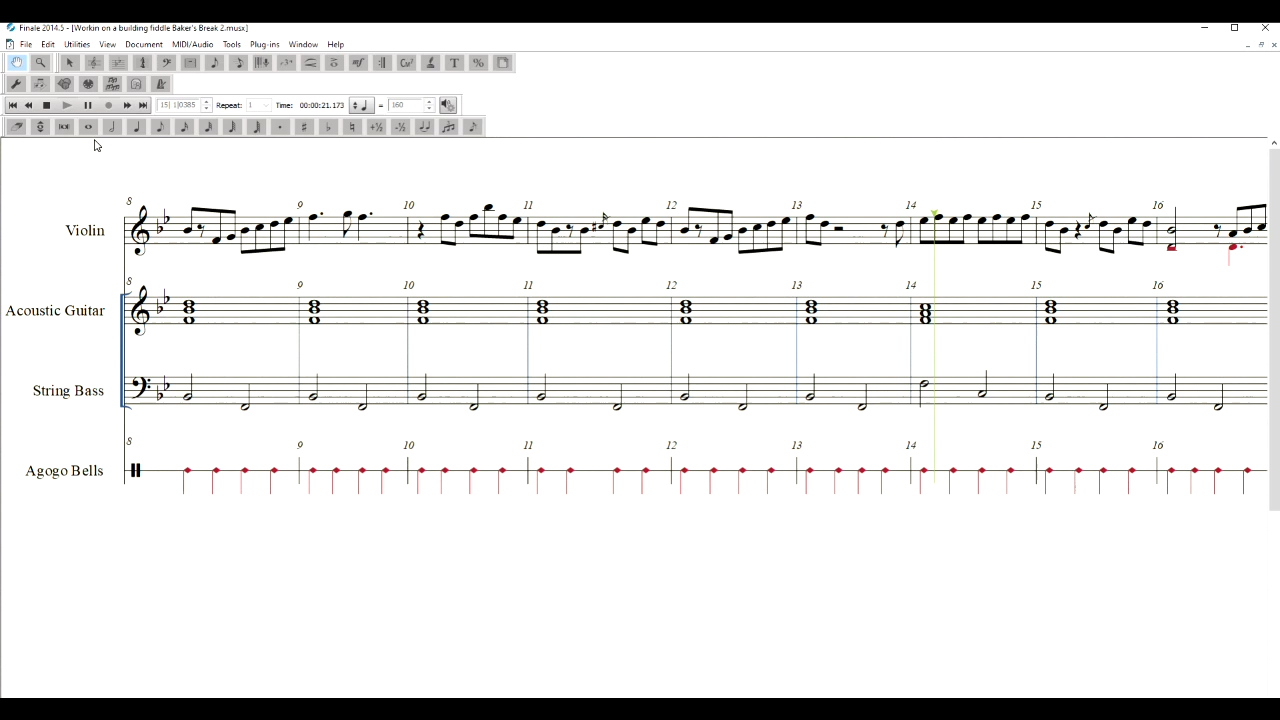 Finale 2014.5 - [Workin on a building fiddle Baker's Break 2.musx]
File Edit Utilities View Document MIDI/Audio Tools Plug-ins Window Help
15| 1|0385 Repeat: 1 Time: 00:00:21.173 = 160
8 9 10 11 12 13 14 15 16
Violin
8 9 10 11 12 13 14 15 16
Acoustic Guitar
String Bass
8 9 10 11 12 13 14 15 16
Agogo Bells